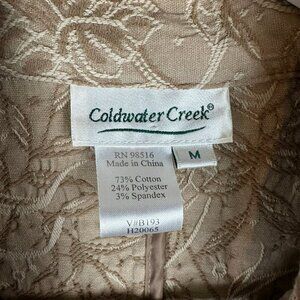 Coldwater Creek®
RN 98516
Made in China
M
73% Cotton
24% Polyester
3% Spandex
V#B193
H20065